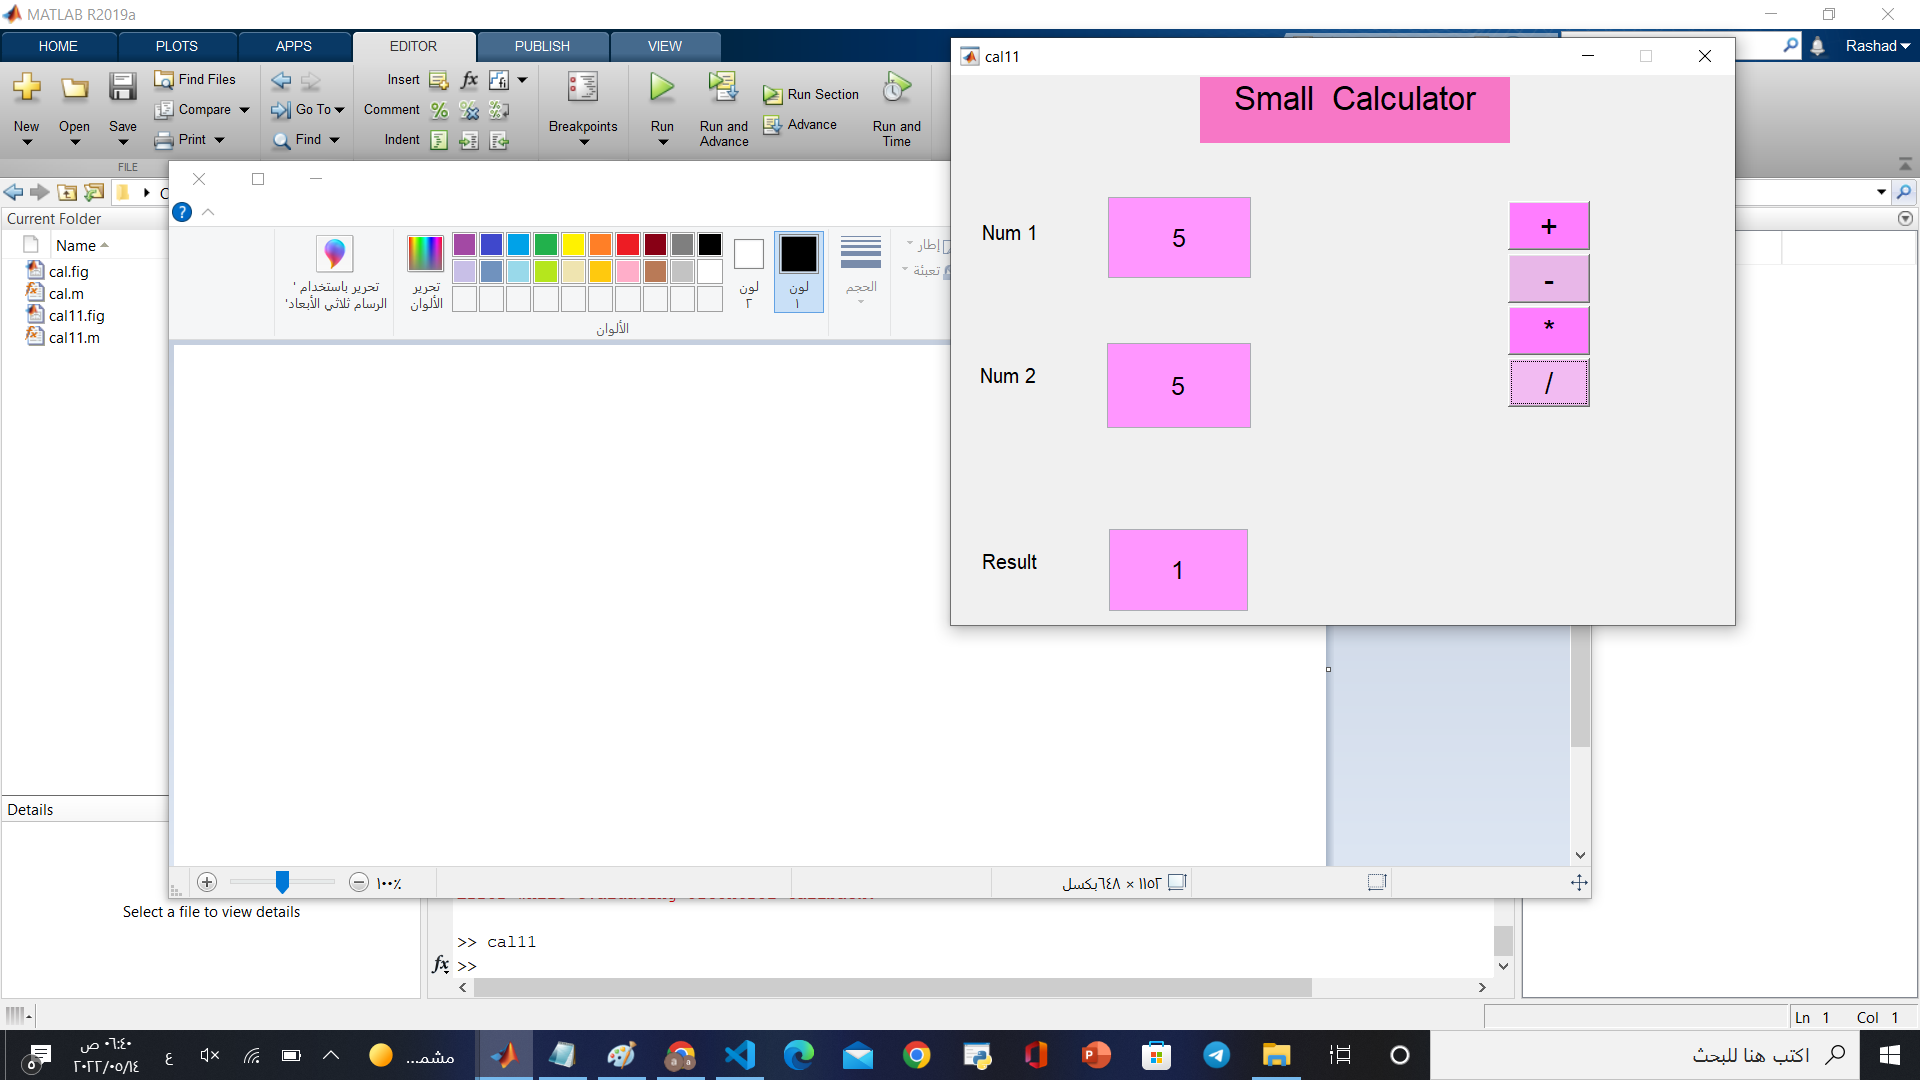 MATLAB R2019a
HOME PLOTS APPS EDITOR PUBLISH VIEW
Rashad
New Open Save
Find Files
Compare
Print
FILE
Go To
Find
Insert
Comment
Indent
Breakpoints
Run
Run and Advance
Run Section
Advance
Run and Time
Current Folder
Name
cal.fig
cal.m
cal11.fig
cal11.m
Details
Select a file to view details
تحرير باستخدام '
الرسام ثلاثي الأبعاد'
تحرير
الألوان
لون
٢
لون
١
الحجم
إطار
تعبئة
الألوان
١٠٠٪
١١٥٢ × ٦٤٨بكسل
cal11
Small Calculator
Num 1
5
Num 2
5
Result
1
+
-
*
/
>> cal11
fx >>
Ln 1 Col 1
٠٦:٤٠ ص
٢٠٢٢/٠٥/١٤
٥
ع
مشمـ...
اكتب هنا للبحث